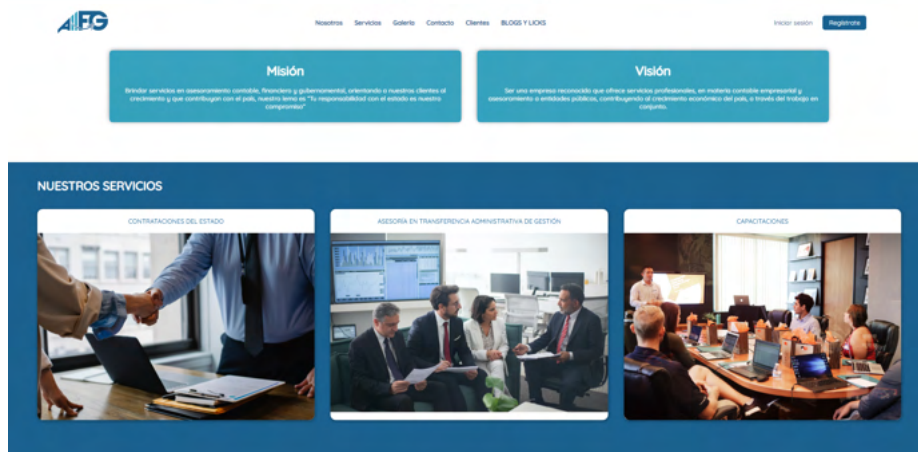 AFG
Nosotros Servicios Galería Contacto Clientes BLOGS Y LICKS
Iniciar sesión Regístrate
Misión
Brindar servicios en asesoramiento contable, financiero y gubernamental, orientando a nuestros clientes al
crecimiento y que contribuyan con el país, nuestro lema es "Tu responsabilidad con el estado es nuestro
compromiso"
Visión
Ser una empresa reconocida que ofrece servicios profesionales, en materia contable empresarial y
asesoramiento a entidades públicas, contribuyendo al crecimiento económico del país, a través del trabajo en
conjunto.
NUESTROS SERVICIOS
CONTRATACIONES DEL ESTADO
ASESORÍA EN TRANSFERENCIA ADMINISTRATIVA DE GESTIÓN
CAPACITACIONES